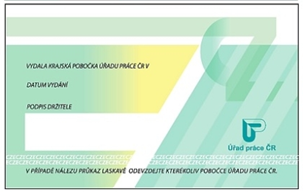 VYDALA KRAJSKÁ POBOČKA ÚŘADU PRÁCE ČR V
DATUM VYDÁNÍ
PODPIS DRŽITELE
Úřad práce ČR
V PŘÍPADĚ NÁLEZU PRŮKAZ LASKAVĚ ODEVZDEJTE KTERÉKOLIV POBOČCE ÚŘADU PRÁCE ČR.